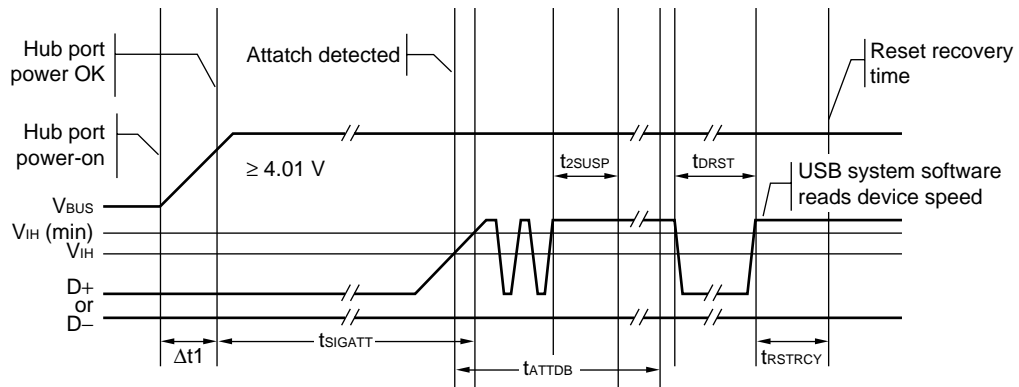 Hub port
power OK
Attatch detected
Reset recovery
time
Hub port
power-on
≥ 4.01 V
t2SUSP
tDRST
USB system software
reads device speed
VBUS
VIH (min)
VIH
D+
or
D−
Δt1
tSIGATT
tATTDB
tRSTRCY